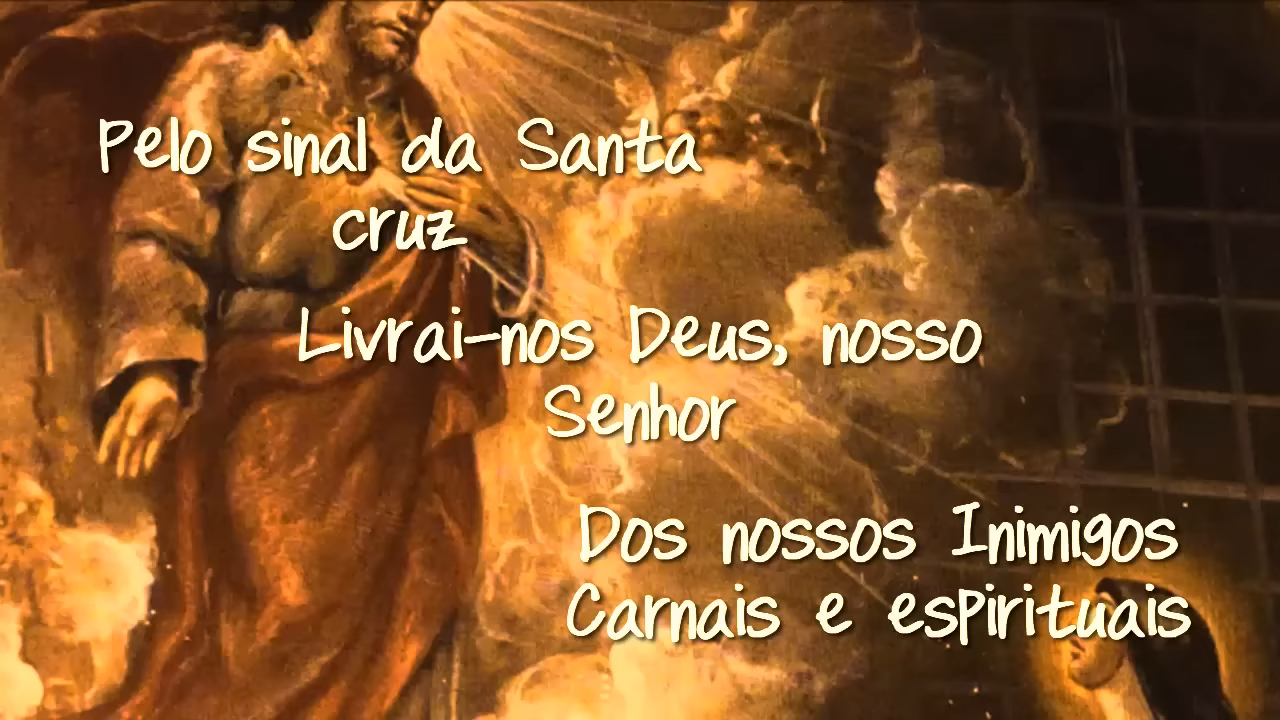 Pelo sinal da Santa
cruz
Livrai-nos Deus, nosso
Senhor
Dos nossos Inimigos
Carnais e espirituais